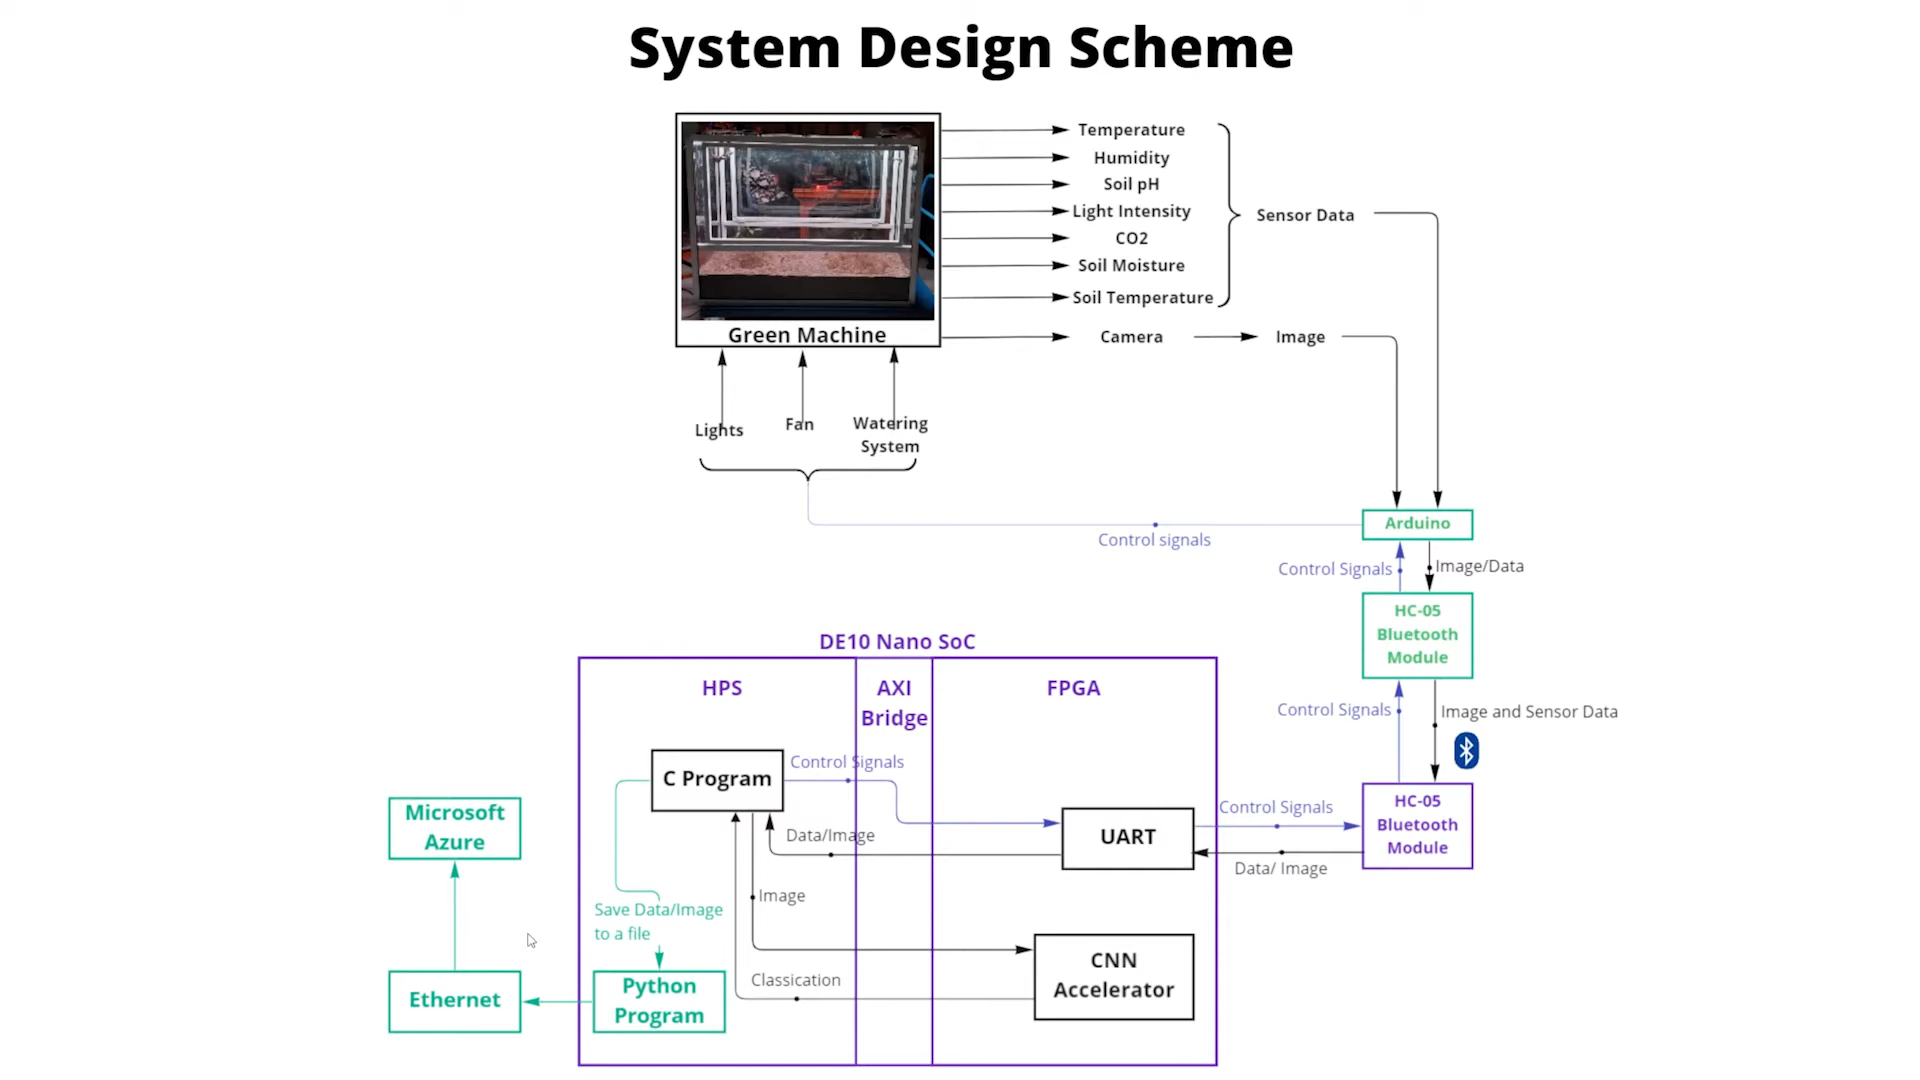 System Design Scheme
Temperature
Humidity
Soil pH
Light Intensity
CO2
Soil Moisture
Soil Temperature
Sensor Data
Green Machine
Camera
Image
Lights
Fan
Watering
System
Control signals
Arduino
Control Signals
Image/Data
HC-05
Bluetooth
Module
Control Signals
Image and Sensor Data
HC-05
Bluetooth
Module
DE10 Nano SoC
HPS
AXI
Bridge
FPGA
C Program
Control Signals
Data/Image
UART
Control Signals
Data/ Image
Image
CNN
Accelerator
Classication
Save Data/Image
to a file
Python
Program
Ethernet
Microsoft
Azure